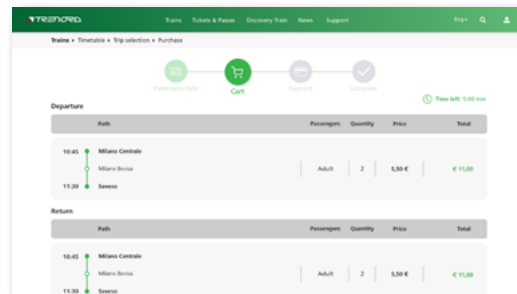 TRENORD Trains Tickets & Passes Discovery Train News Support Eng
Trains • Timetable • Trip selection • Purchase
Passengers data Cart Payment Complete
Time left: 5:00 min
Departure
Path Passengers Quantity Price Total
10:45 Milano Centrale
Milano Bovisa Adult 2 5,50 € € 11,00
11:30 Seveso
Return
Path Passengers Quantity Price Total
10:45 Milano Centrale
Milano Bovisa Adult 2 5,50 € € 11,00
11:30 Seveso